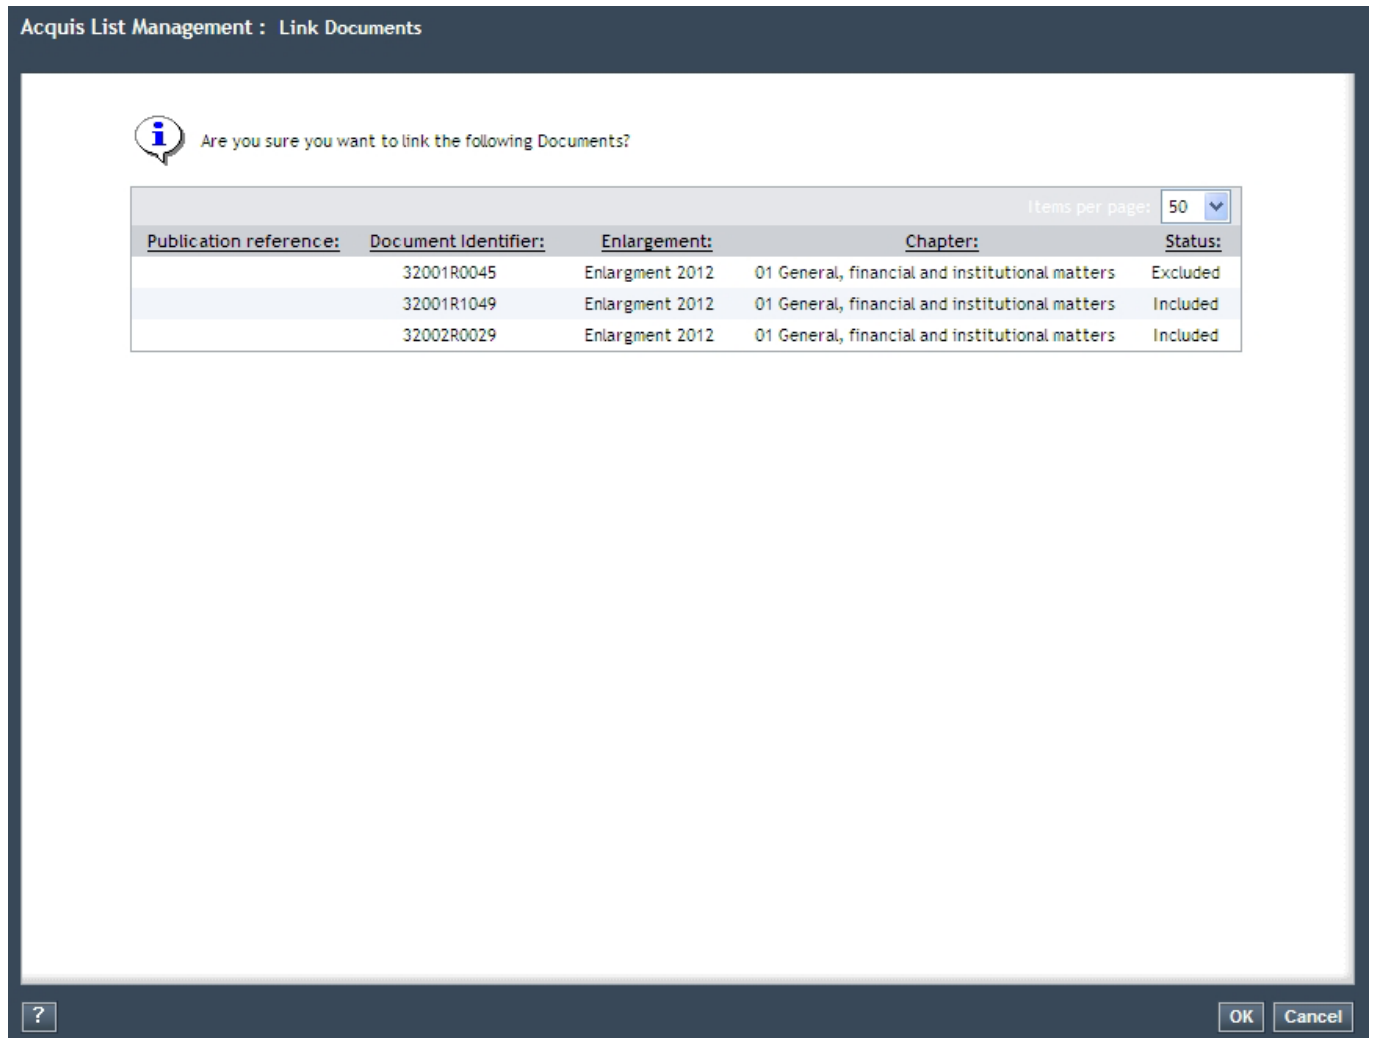 Acquis List Management : Link Documents
Are you sure you want to link the following Documents?
Items per page: 50
Publication reference: Document Identifier: Enlargement: Chapter: Status:
32001R0045 Enlargment 2012 01 General, financial and institutional matters Excluded
32001R1049 Enlargment 2012 01 General, financial and institutional matters Included
32002R0029 Enlargment 2012 01 General, financial and institutional matters Included
? OK Cancel